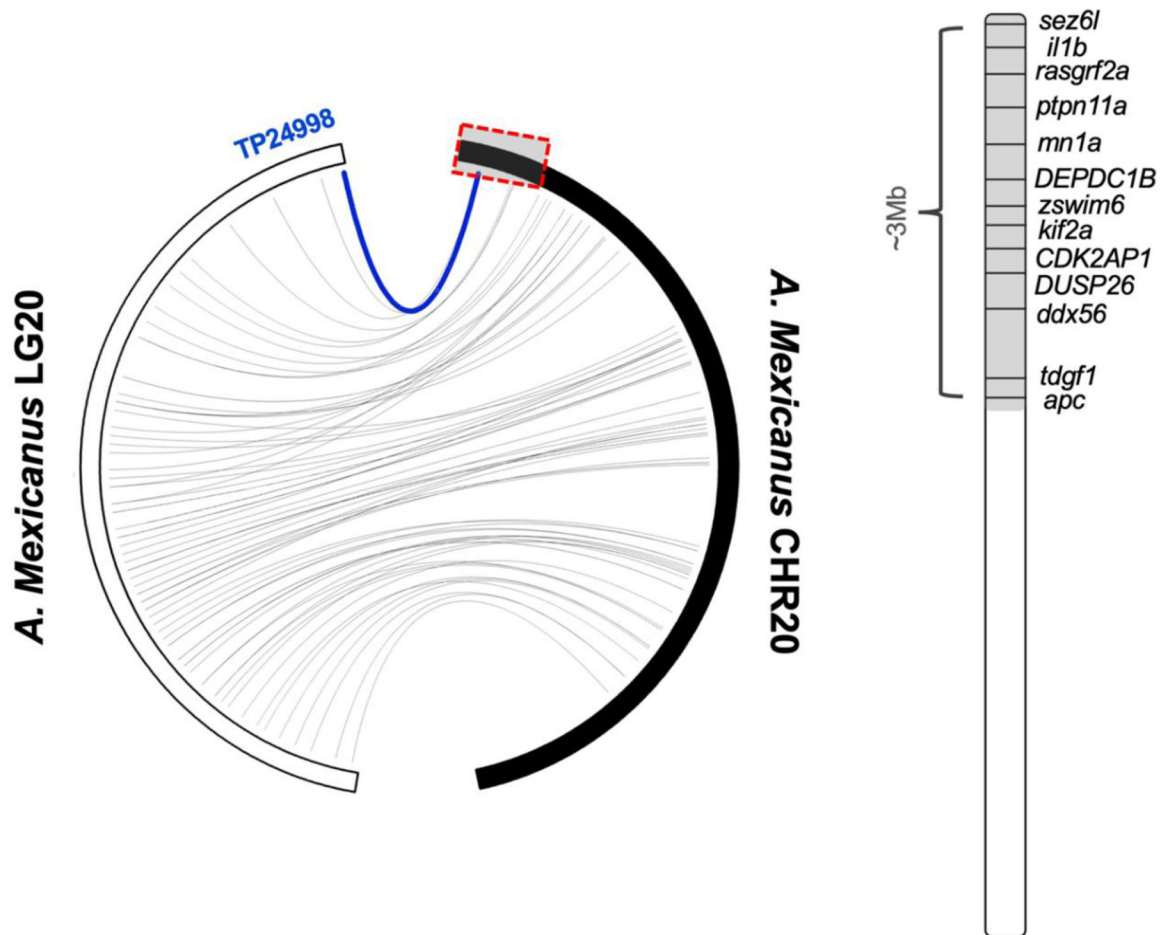 TP24998
A. Mexicanus LG20
A. Mexicanus CHR20
~3Mb
sez6l
il1b
rasgrf2a
ptpn11a
mn1a
DEPDC1B
zswim6
kif2a
CDK2AP1
DUSP26
ddx56
tdgf1
apc